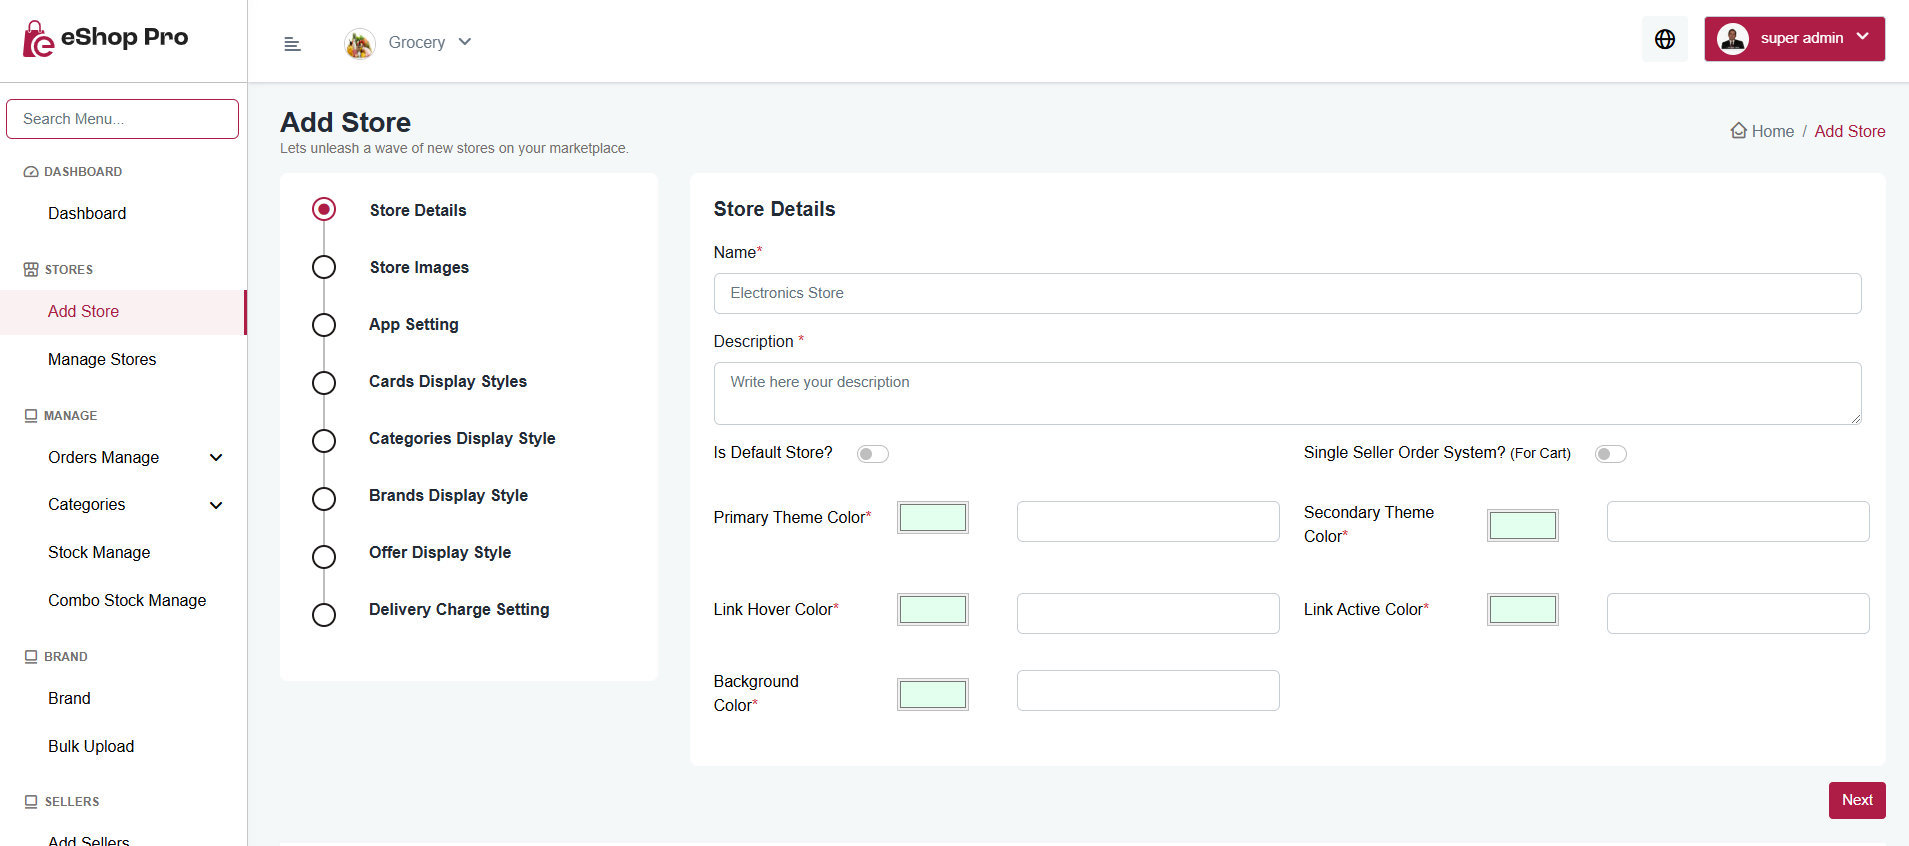 eShop Pro
Grocery
super admin
Search Menu...
DASHBOARD
Dashboard
STORES
Add Store
Manage Stores
MANAGE
Orders Manage
Categories
Stock Manage
Combo Stock Manage
BRAND
Brand
Bulk Upload
SELLERS
Add Sellers
Add Store
Lets unleash a wave of new stores on your marketplace.
Home / Add Store
Store Details
Store Images
App Setting
Cards Display Styles
Categories Display Style
Brands Display Style
Offer Display Style
Delivery Charge Setting
Store Details
Name*
Electronics Store
Description *
Write here your description
Is Default Store?
Single Seller Order System? (For Cart)
Primary Theme Color*
Secondary Theme
Color*
Link Hover Color*
Link Active Color*
Background
Color*
Next